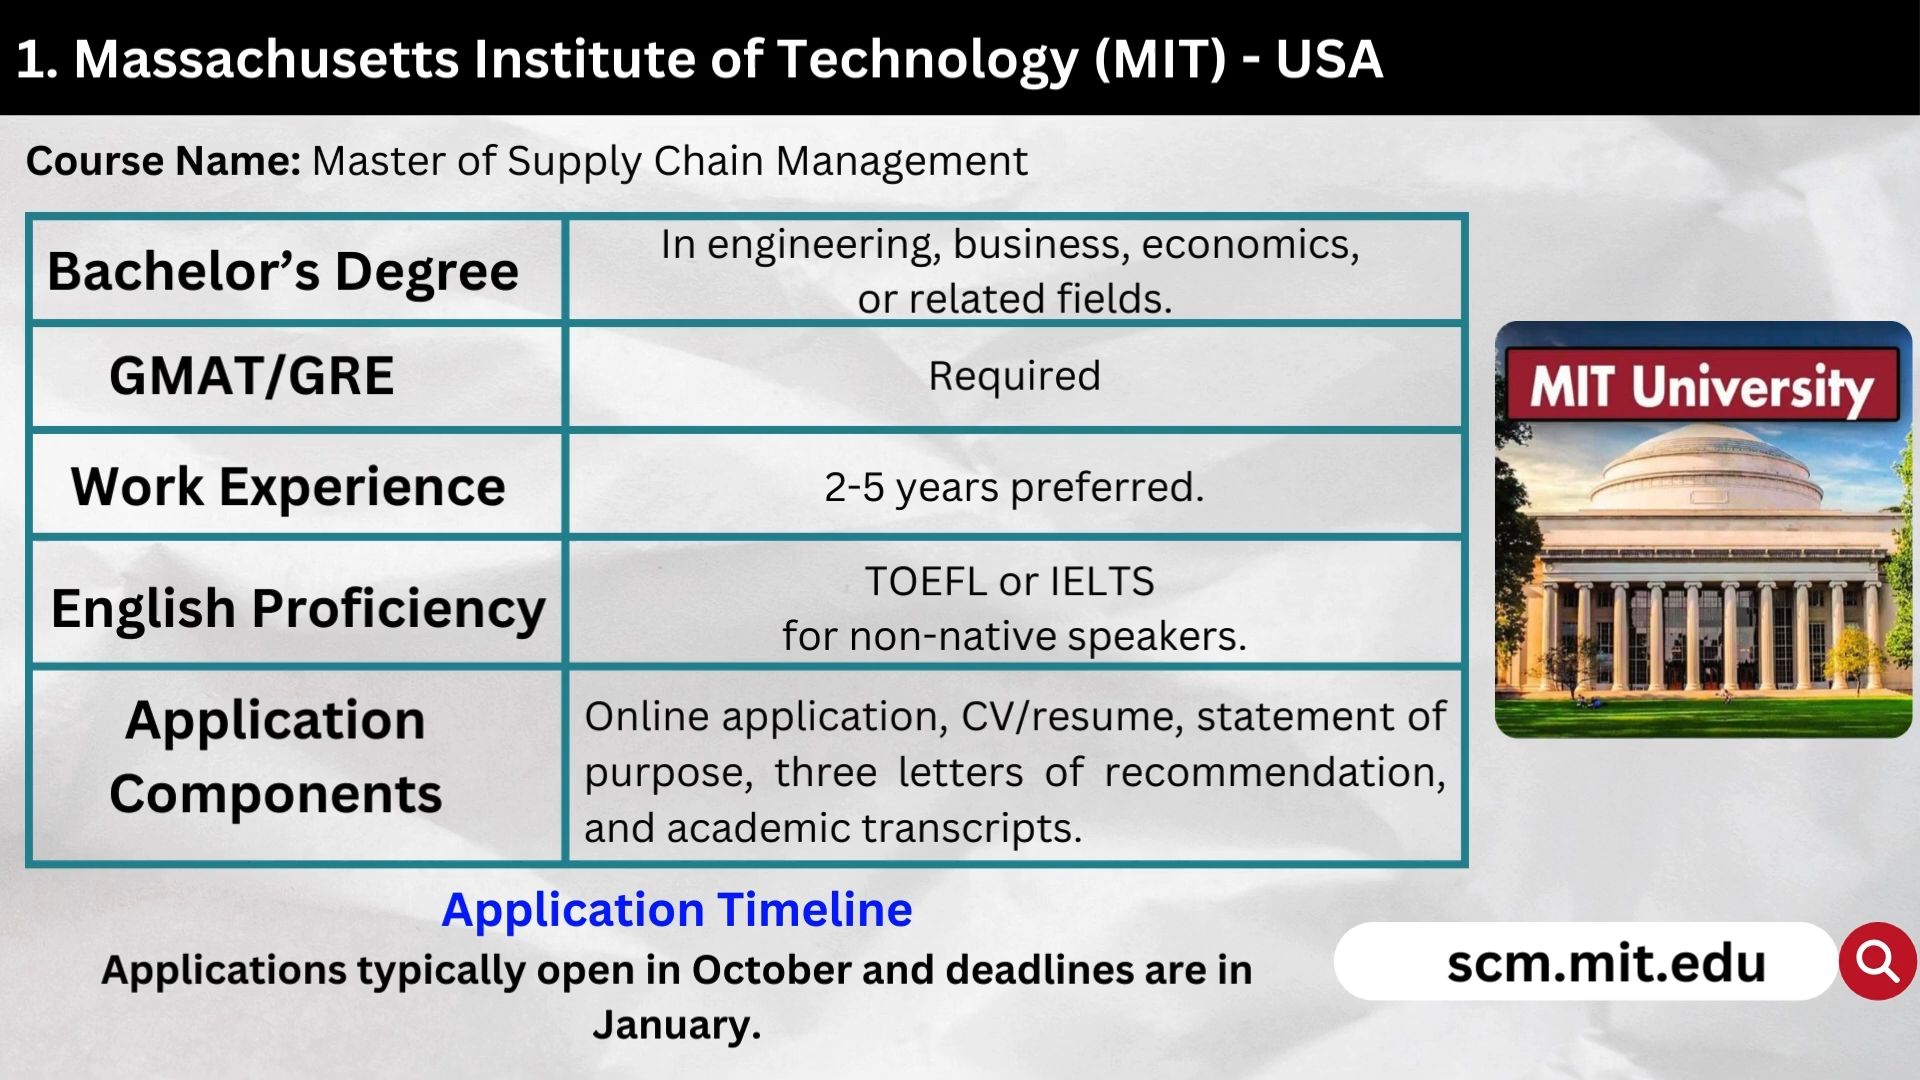 1. Massachusetts Institute of Technology (MIT) - USA
Course Name: Master of Supply Chain Management
Bachelor’s Degree
In engineering, business, economics,
or related fields.
GMAT/GRE
Required
Work Experience
2-5 years preferred.
English Proficiency
TOEFL or IELTS
for non-native speakers.
Application
Components
Online application, CV/resume, statement of
purpose, three letters of recommendation,
and academic transcripts.
MIT University
Application Timeline
Applications typically open in October and deadlines are in
January.
scm.mit.edu